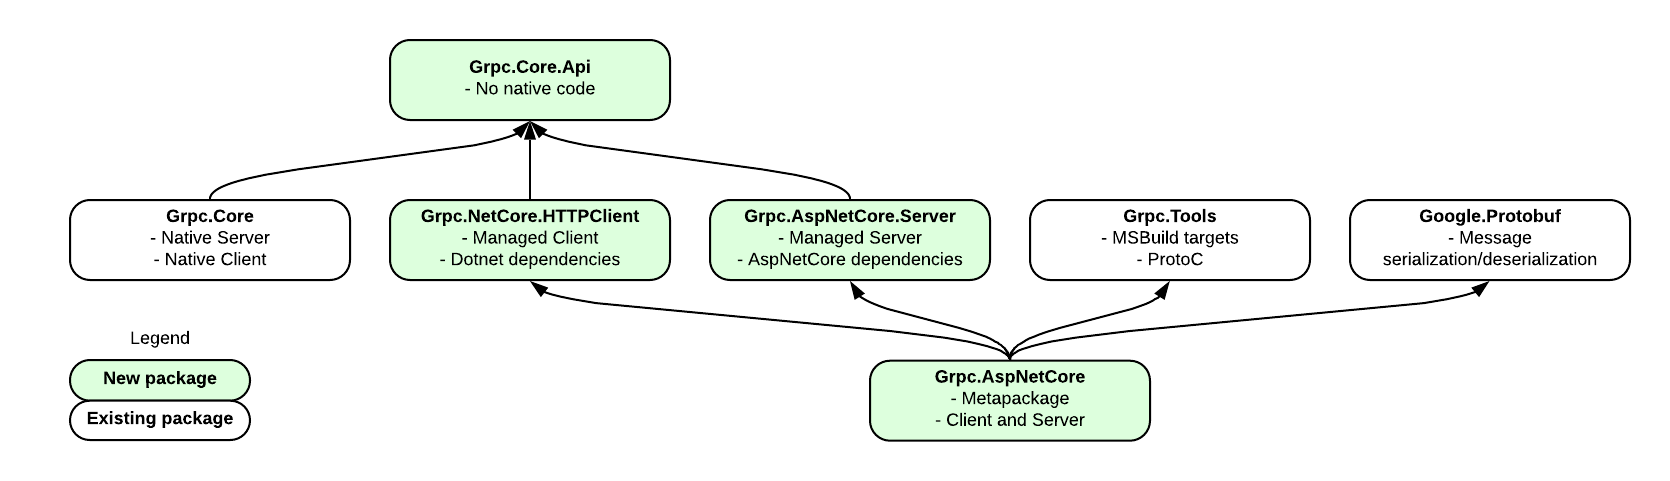 Grpc.Core.Api
- No native code
Grpc.Core
- Native Server
- Native Client
Grpc.NetCore.HTTPClient
- Managed Client
- Dotnet dependencies
Grpc.AspNetCore.Server
- Managed Server
- AspNetCore dependencies
Grpc.Tools
- MSBuild targets
- ProtoC
Google.Protobuf
- Message
serialization/deserialization
Legend
New package
Existing package
Grpc.AspNetCore
- Metapackage
- Client and Server